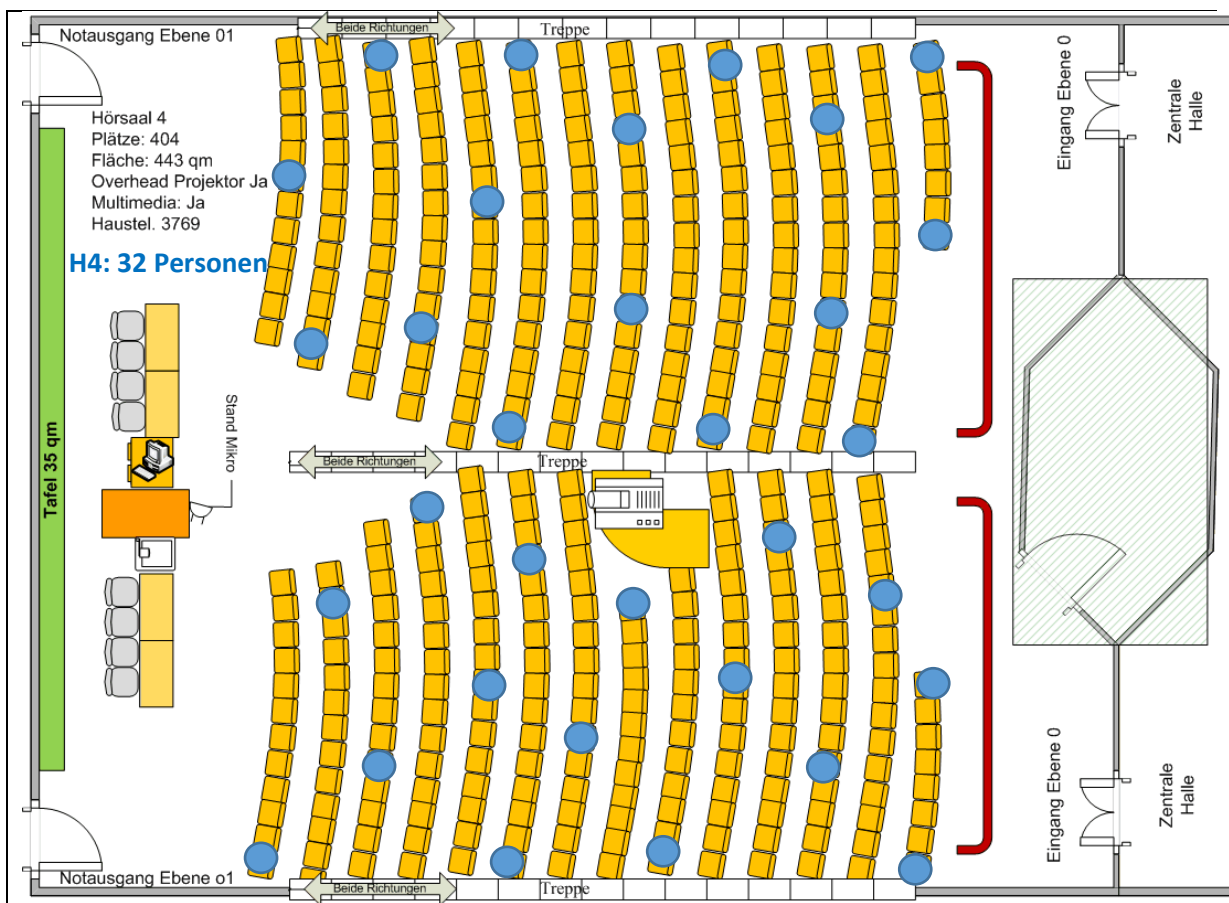 Beide Richtungen
Treppe
Notausgang Ebene 01
Hörsaal 4
Plätze: 404
Fläche: 443 qm
Overhead Projektor Ja
Multimedia: Ja
Haustel. 3769
H4: 32 Personen
Eingang Ebene 0
Zentrale
Halle
Tafel 35 qm
Stand Mikro
Beide Richtungen
Treppe
Eingang Ebene 0
Zentrale
Halle
Notausgang Ebene o1
Beide Richtungen
Treppe